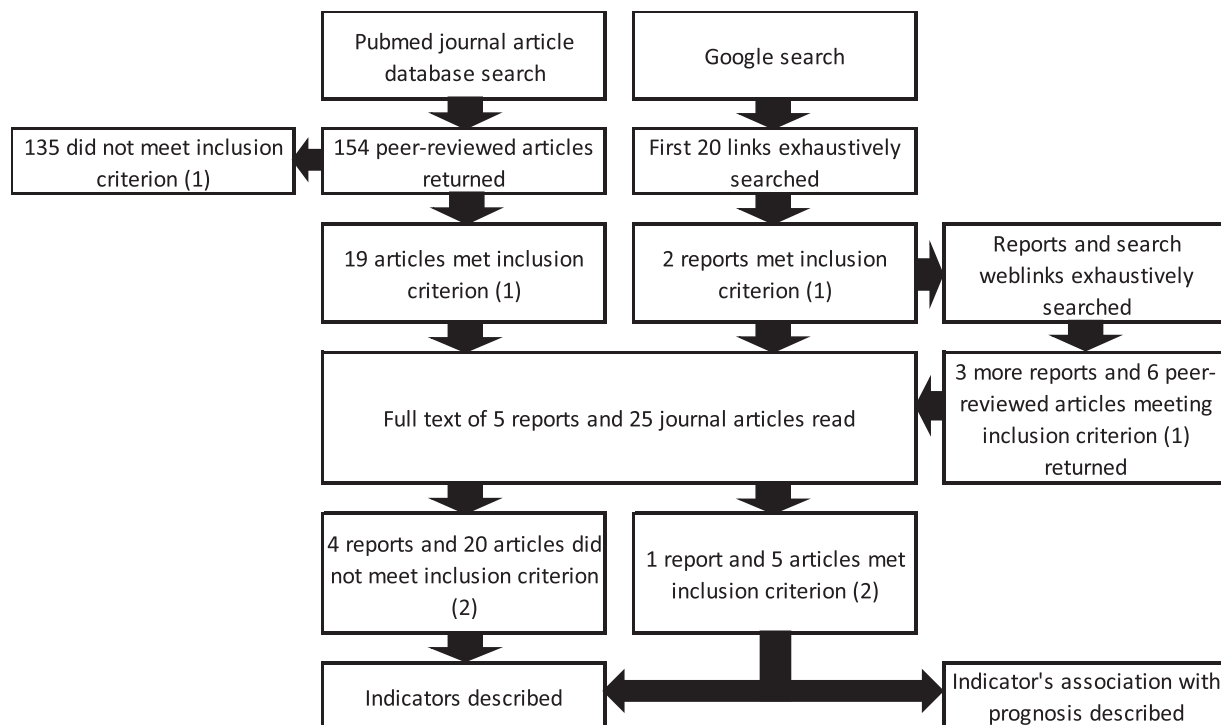 Pubmed journal article
database search
Google search
135 did not meet inclusion
criterion (1)
154 peer-reviewed articles
returned
First 20 links exhaustively
searched
19 articles met inclusion
criterion (1)
2 reports met inclusion
criterion (1)
Reports and search
weblinks exhaustively
searched
Full text of 5 reports and 25 journal articles read
3 more reports and 6 peer-
reviewed articles meeting
inclusion criterion (1)
returned
4 reports and 20 articles did
not meet inclusion criterion
(2)
1 report and 5 articles met
inclusion criterion (2)
Indicators described
Indicator's association with
prognosis described